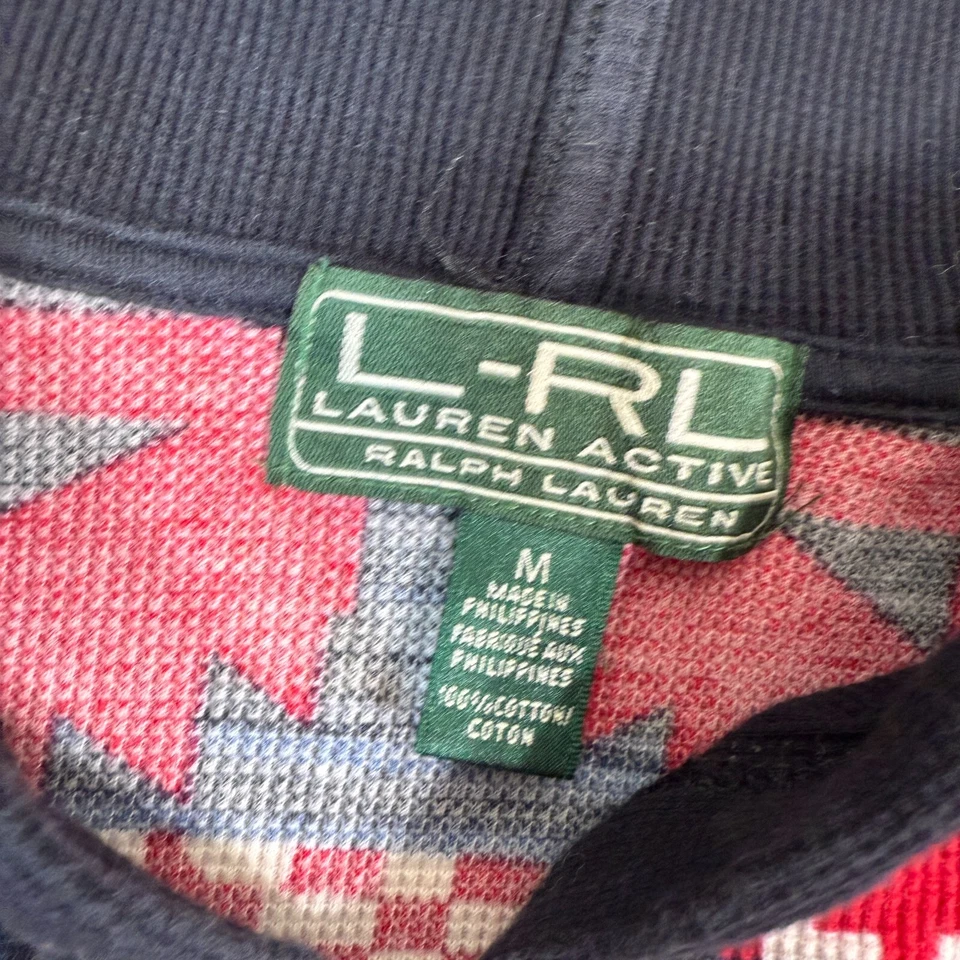 L-RL
LAUREN ACTIVE
RALPH LAUREN
M
MADE IN
PHILIPPINES
FABRIQUÉ AUX
PHILIPPINES
100% COTTON/
COTON